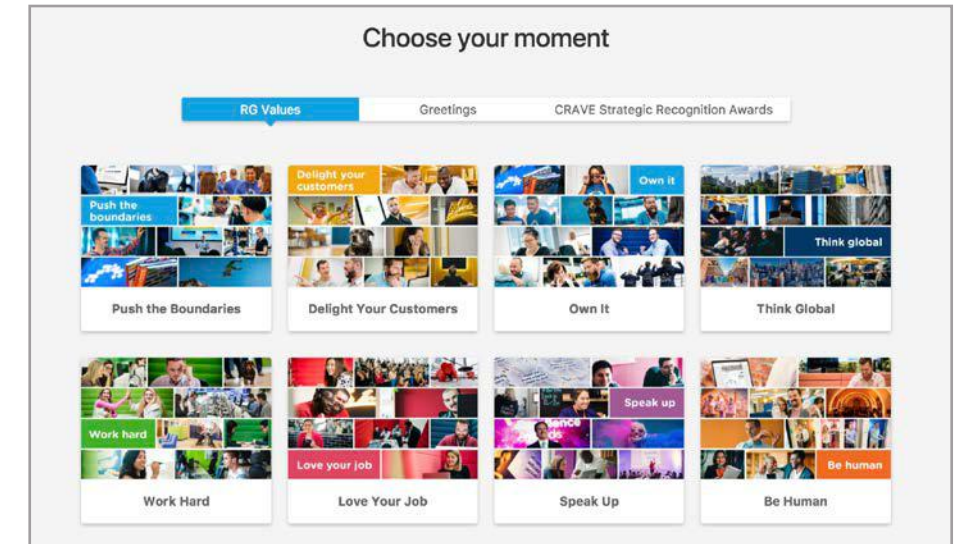 Choose your moment
RG Values
Greetings
CRAVE Strategic Recognition Awards
Push the
boundaries
Push the Boundaries
Delight your
customers
Delight Your Customers
Own it
Own It
Think global
Think Global
Work hard
Work Hard
Love your job
Love Your Job
Speak up
Speak Up
Be human
Be Human